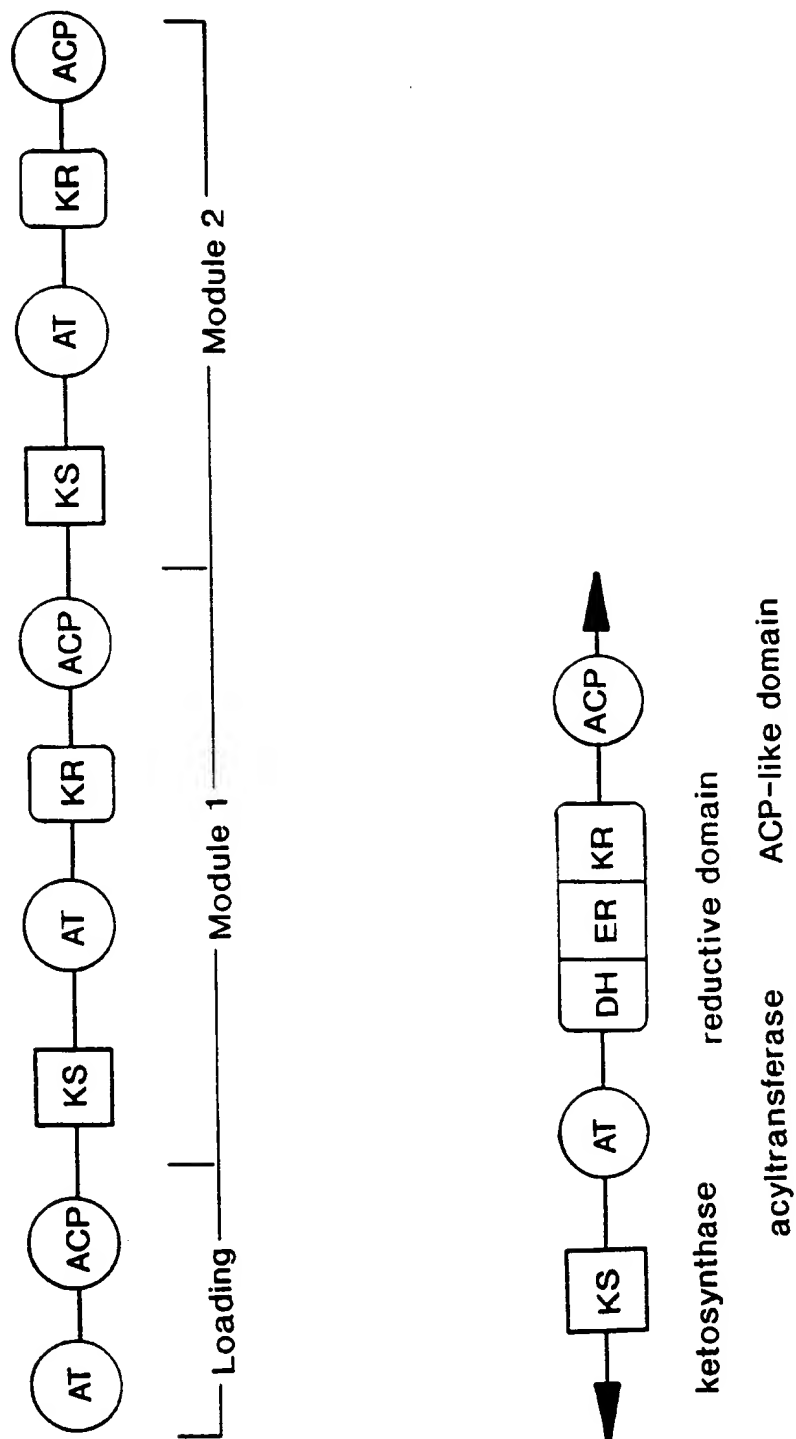 AT ACP KS AT KR ACP KS AT KR ACP
Loading Module 1 Module 2
KS AT DH ER KR ACP
ketosynthase reductive domain
acyltransferase ACP-like domain